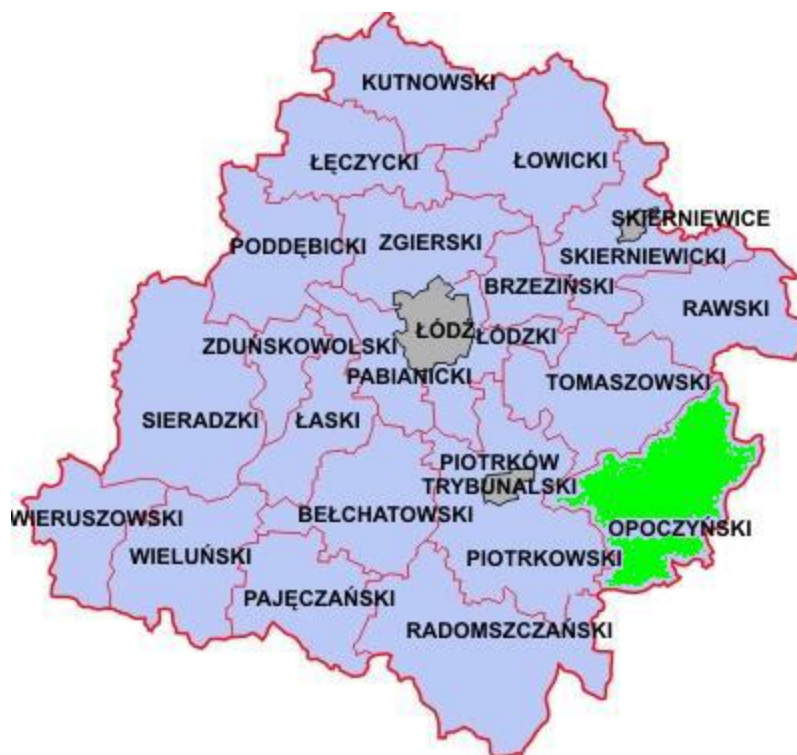 KUTNOWSKI
ŁĘCZYCKI
ŁOWICKI
SKIERNIEWICE
PODDĘBICKI
ZGIERSKI
SKIERNIEWICKI
BRZEZIŃSKI
RAWSKI
ŁÓDŹ
ŁÓDZKI
ZDUŃSKOWOLSKI
PABIANICKI
TOMASZOWSKI
SIERADZKI
ŁASKI
PIOTRKÓW
TRYBUNALSKI
WIERUSZOWSKI
BEŁCHATOWSKI
OPOCZYŃSKI
WIELUŃSKI
PIOTRKOWSKI
PAJĘCZAŃSKI
RADOMSZCZAŃSKI